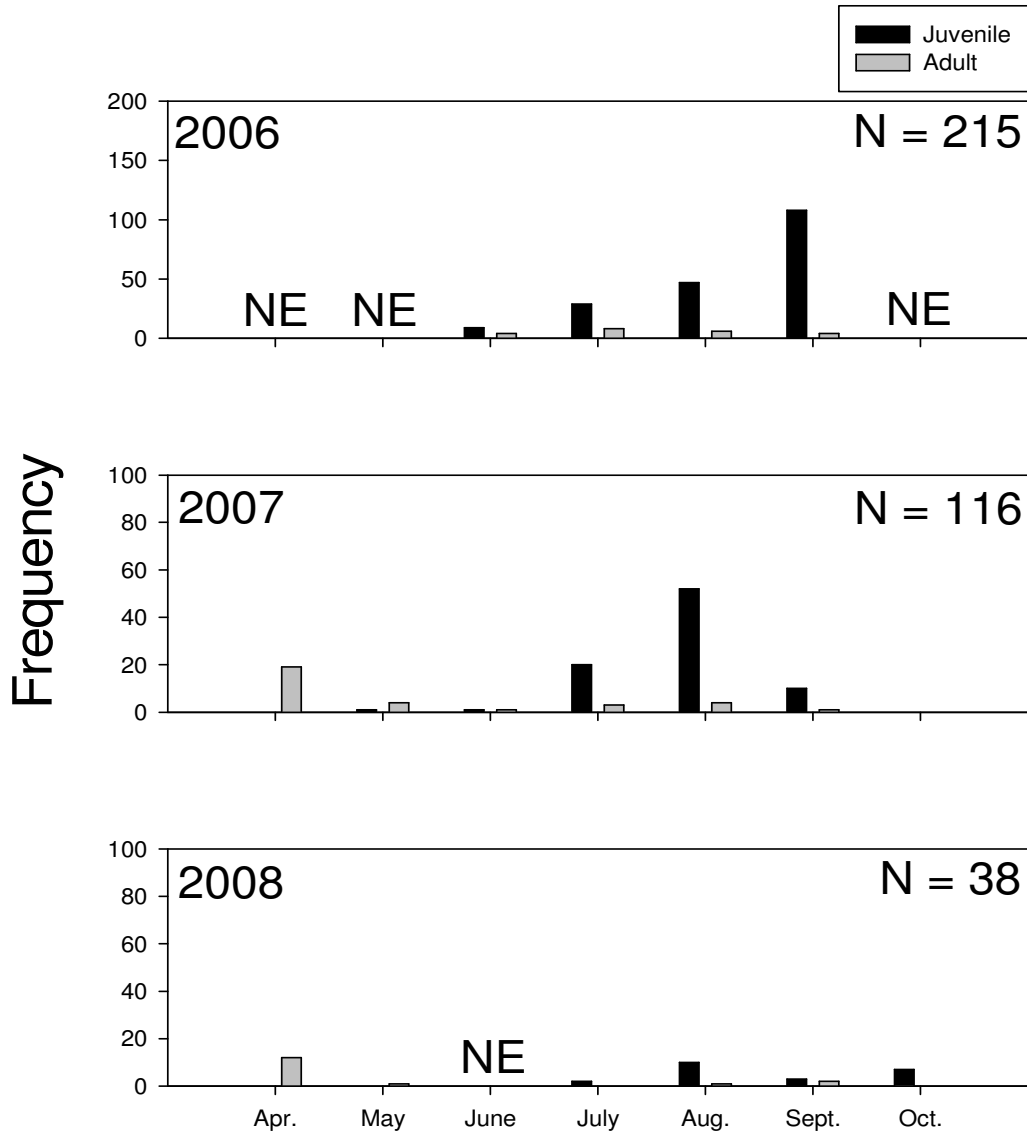 Juvenile
Adult
200
150
100
50
0
2006
N = 215
NE
NE
NE
Frequency
100
80
60
40
20
0
2007
N = 116
100
80
60
40
20
0
2008
N = 38
NE
Apr.
May
June
July
Aug.
Sept.
Oct.